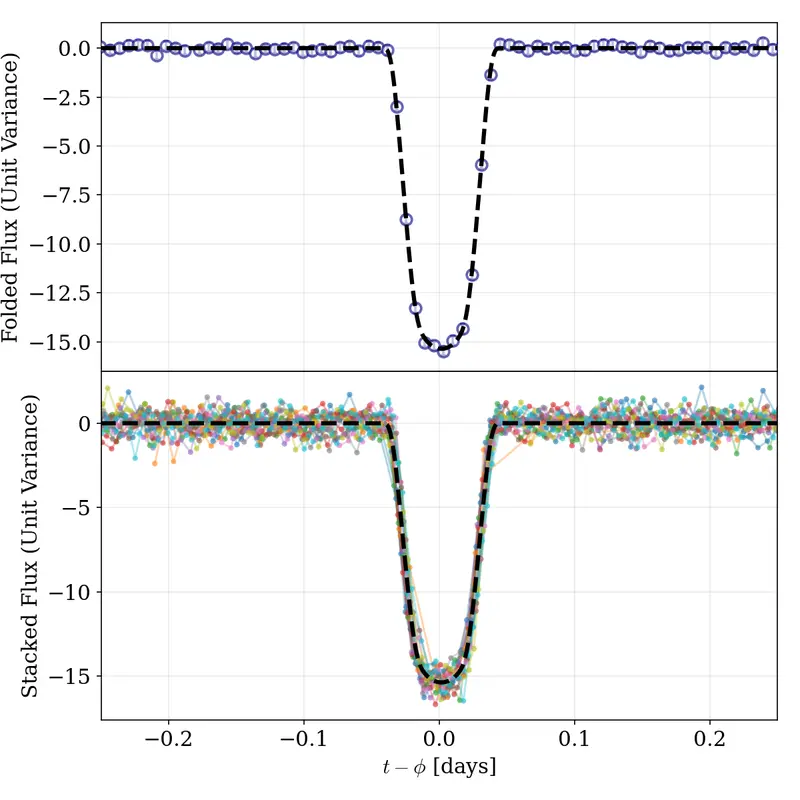 Folded Flux (Unit Variance)
0.0
−2.5
−5.0
−7.5
−10.0
−12.5
−15.0
Stacked Flux (Unit Variance)
0
−5
−10
−15
−0.2 −0.1 0.0 0.1 0.2
t − ϕ [days]